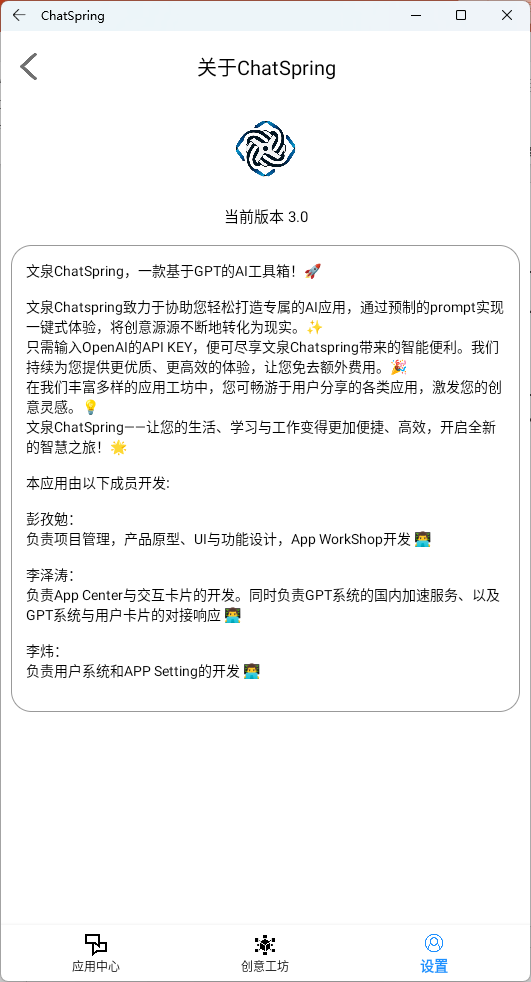 ChatSpring
关于ChatSpring
当前版本 3.0
文泉ChatSpring，一款基于GPT的AI工具箱！🚀
文泉Chatspring致力于协助您轻松打造专属的AI应用，通过预制的prompt实现
一键式体验，将创意源源不断地转化为现实。✨
只需输入OpenAI的API KEY，便可尽享文泉Chatspring带来的智能便利。我们
持续为您提供更优质、更高效的体验，让您免去额外费用。🎉
在我们丰富多样的应用工坊中，您可畅游于用户分享的各类应用，激发您的创
意灵感。💡
文泉ChatSpring——让您的生活、学习与工作变得更加便捷、高效，开启全新
的智慧之旅！🌟
本应用由以下成员开发:
彭孜勉：
负责项目管理，产品原型、UI与功能设计，App WorkShop开发 👨‍💻
李泽涛：
负责App Center与交互卡片的开发。同时负责GPT系统的国内加速服务、以及
GPT系统与用户卡片的对接响应 👨‍💻
李炜：
负责用户系统和APP Setting的开发 👨‍💻
应用中心
创意工坊
设置